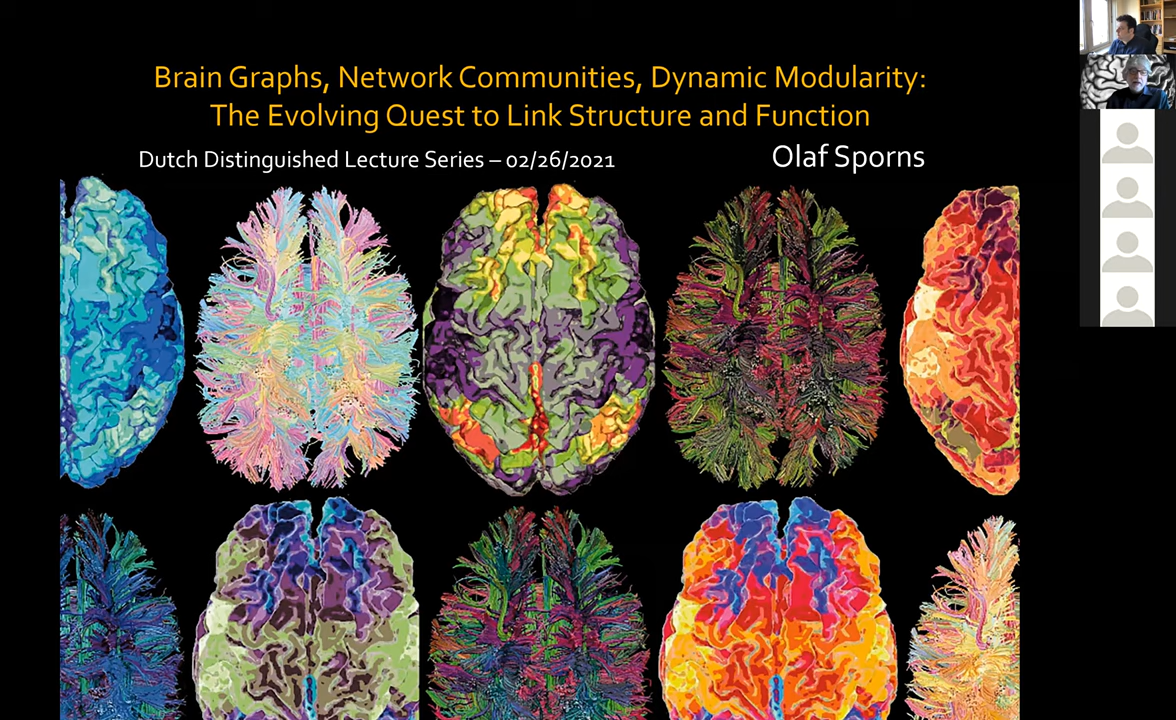 Brain Graphs, Network Communities, Dynamic Modularity:
The Evolving Quest to Link Structure and Function
Dutch Distinguished Lecture Series – 02/26/2021
Olaf Sporns